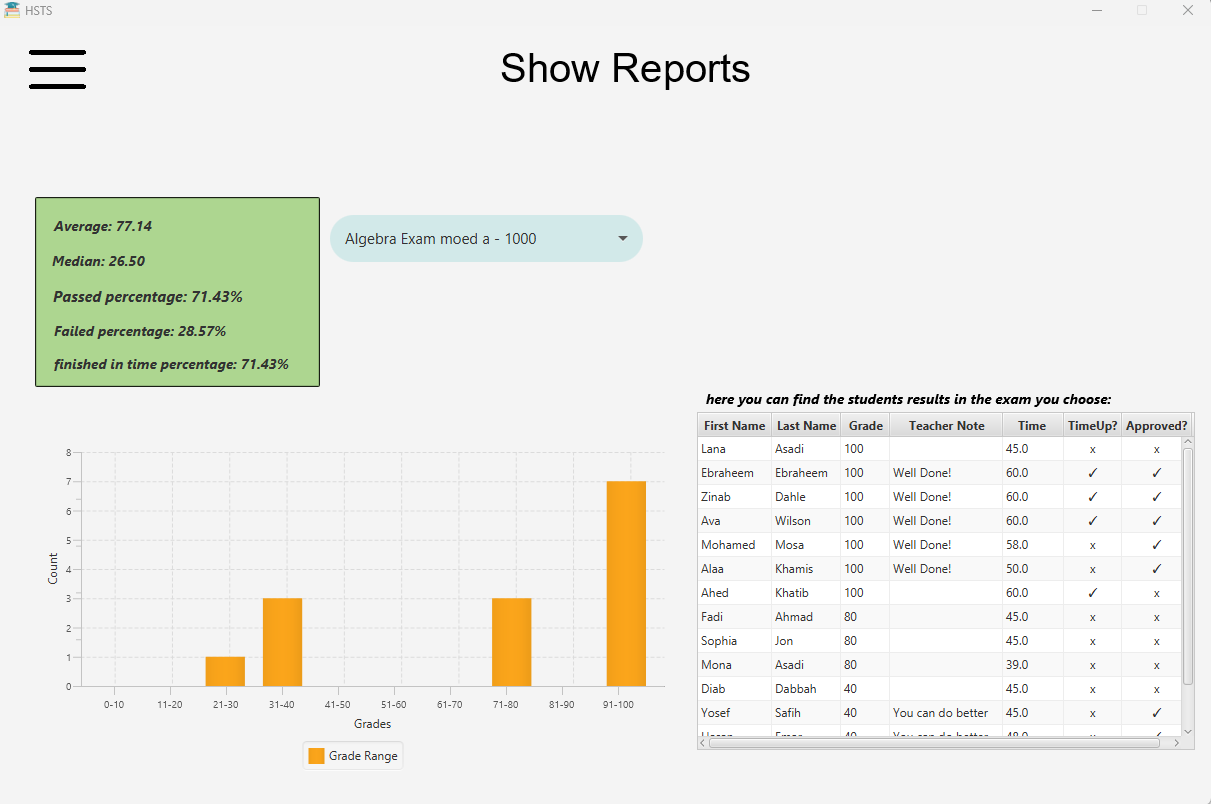 HSTS
Show Reports
Average: 77.14
Median: 26.50
Passed percentage: 71.43%
Failed percentage: 28.57%
finished in time percentage: 71.43%
Algebra Exam moed a - 1000
here you can find the students results in the exam you choose:
First Name Last Name Grade Teacher Note Time TimeUp? Approved?
Lana Asadi 100 45.0 x x
Ebraheem Ebraheem 100 Well Done! 60.0 ✓ ✓
Zinab Dahle 100 Well Done! 60.0 ✓ ✓
Ava Wilson 100 Well Done! 60.0 ✓ ✓
Mohamed Mosa 100 Well Done! 58.0 x ✓
Alaa Khamis 100 Well Done! 50.0 x ✓
Ahed Khatib 100 60.0 ✓ x
Fadi Ahmad 80 45.0 x x
Sophia Jon 80 45.0 x x
Mona Asadi 80 39.0 x x
Diab Dabbah 40 45.0 x x
Yosef Safih 40 You can do better 45.0 x ✓
40 You can do better 48.0 x ✓
Count
8
7
6
5
4
3
2
1
0
0-10 11-20 21-30 31-40 41-50 51-60 61-70 71-80 81-90 91-100
Grades
Grade Range